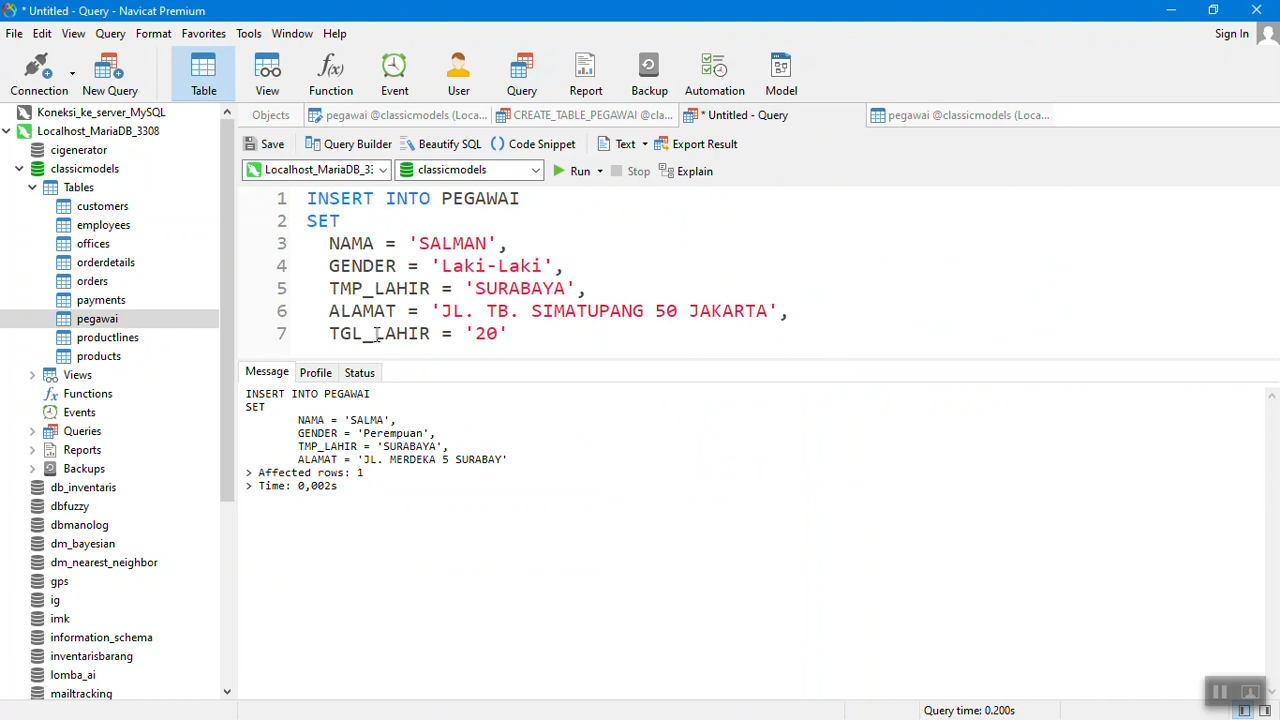 * Untitled - Query - Navicat Premium
File Edit View Query Format Favorites Tools Window Help
Sign In
Connection New Query Table View Function Event User Query Report Backup Automation Model
Koneksi_ke_server_MySQL
Localhost_MariaDB_3308
cigenerator
classicmodels
Tables
customers
employees
offices
orderdetails
orders
payments
pegawai
productlines
products
Views
Functions
Events
Queries
Reports
Backups
db_inventaris
dbfuzzy
dbmanolog
dm_bayesian
dm_nearest_neighbor
gps
ig
imk
information_schema
inventarisbarang
lomba_ai
mailtracking
Objects pegawai @classicmodels (Loca... CREATE_TABLE_PEGAWAI @cla... * Untitled - Query pegawai @classicmodels (Loca...
Save Query Builder Beautify SQL () Code Snippet Text Export Result
Localhost_MariaDB_33 classicmodels Run Stop Explain
1 INSERT INTO PEGAWAI
2 SET
3 NAMA = 'SALMAN',
4 GENDER = 'Laki-Laki',
5 TMP_LAHIR = 'SURABAYA',
6 ALAMAT = 'JL. TB. SIMATUPANG 50 JAKARTA',
7 TGL_LAHIR = '20'
Message Profile Status
INSERT INTO PEGAWAI
SET
NAMA = 'SALMA',
GENDER = 'Perempuan',
TMP_LAHIR = 'SURABAYA',
ALAMAT = 'JL. MERDEKA 5 SURABAY'
> Affected rows: 1
> Time: 0,002s
Query time: 0.200s